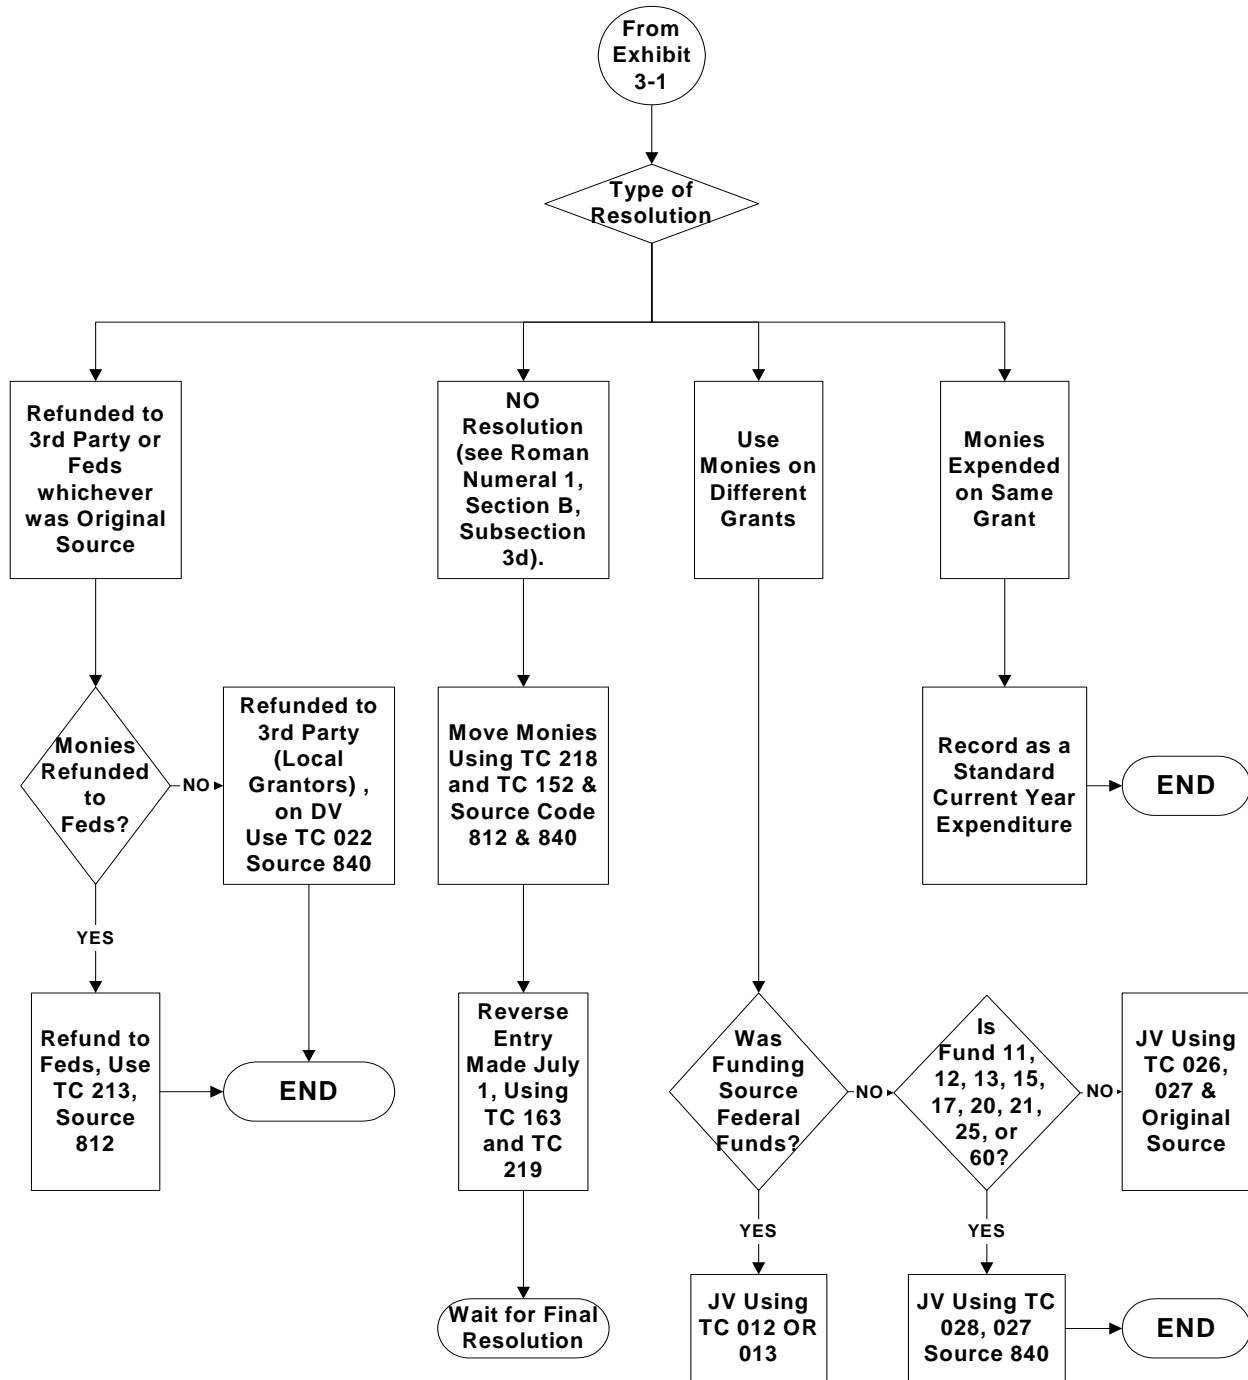 From
Exhibit
3-1
Type of
Resolution
Refunded to
3rd Party or
Feds
whichever
was Original
Source
NO
Resolution
(see Roman
Numeral 1,
Section B,
Subsection
3d).
Use
Monies on
Different
Grants
Monies
Expended
on Same
Grant
Monies
Refunded
to
Feds?
NO
Refunded to
3rd Party
(Local
Grantors) ,
on DV
Use TC 022
Source 840
Move Monies
Using TC 218
and TC 152 &
Source Code
812 & 840
Record as a
Standard
Current Year
Expenditure
END
YES
Refund to
Feds, Use
TC 213,
Source
812
END
Reverse
Entry
Made July
1, Using
TC 163
and TC
219
Was
Funding
Source
Federal
Funds?
NO
Is
Fund 11,
12, 13, 15,
17, 20, 21,
25, or
60?
NO
JV Using
TC 026,
027 &
Original
Source
YES
YES
Wait for Final
Resolution
JV Using
TC 012 OR
013
JV Using TC
028, 027
Source 840
END